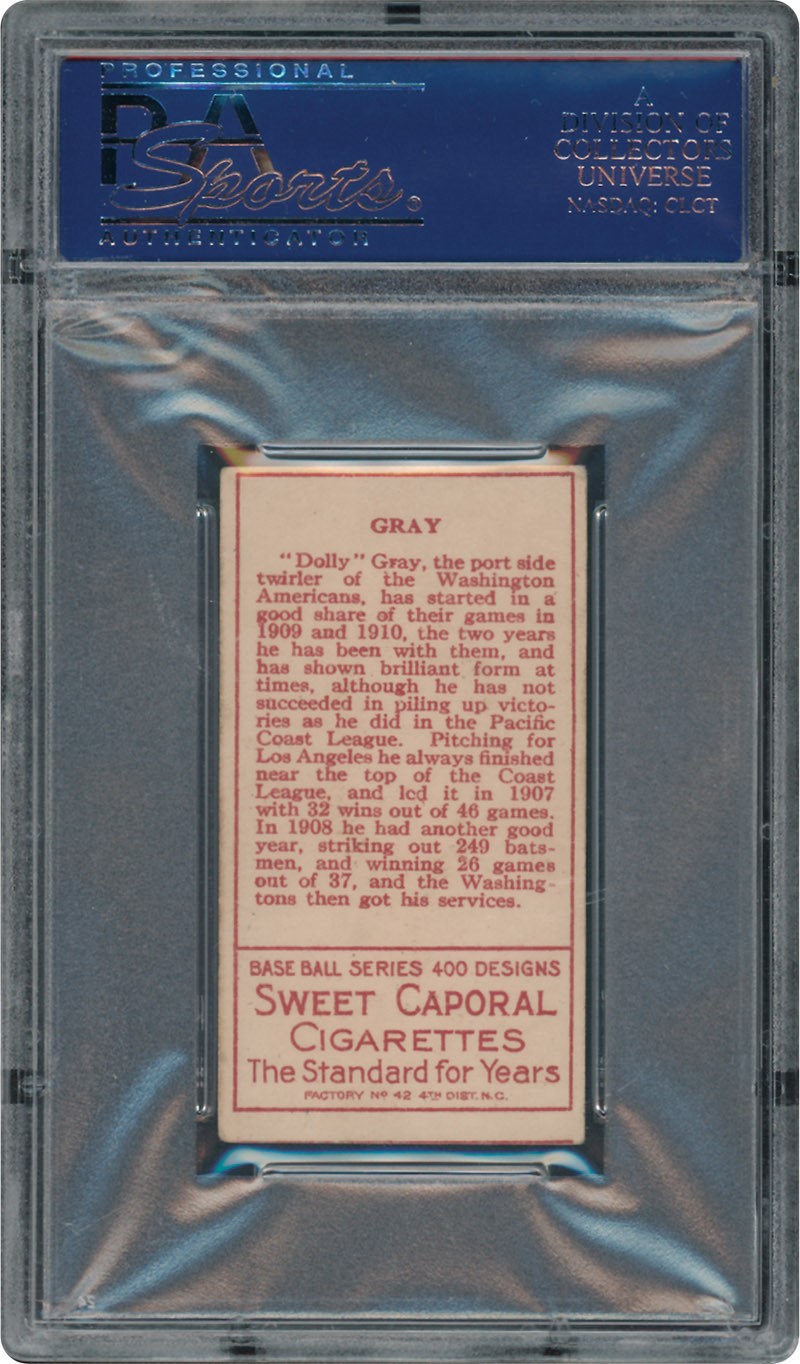 PROFESSIONAL
PSA
Sports®
AUTHENTICATOR
A
DIVISION OF
COLLECTORS
UNIVERSE
NASDAQ: CLCT
GRAY
"Dolly" Gray, the port side
twirler of the Washington
Americans, has started in a
good share of their games in
1909 and 1910, the two years
he has been with them, and
has shown brilliant form at
times, although he has not
succeeded in piling up victo-
ries as he did in the Pacific
Coast League. Pitching for
Los Angeles he always finished
near the top of the Coast
League, and led it in 1907
with 32 wins out of 46 games.
In 1908 he had another good
year, striking out 249 bats-
men, and winning 26 games
out of 37, and the Washing-
tons then got his services.
BASE BALL SERIES 400 DESIGNS
SWEET CAPORAL
CIGARETTES
The Standard for Years
FACTORY Nº 42 4TH DIST. N.C.